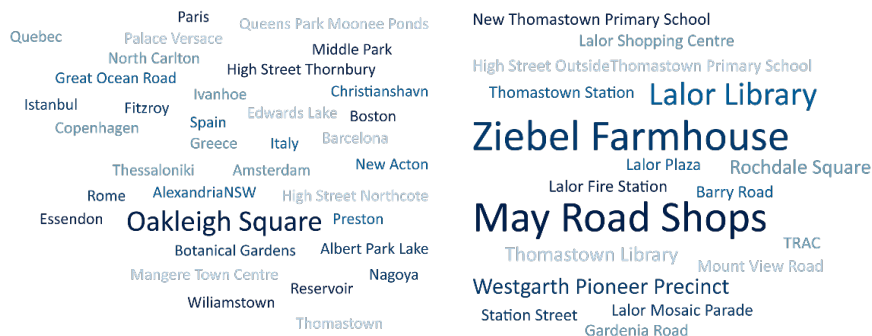 Paris
Queens Park Moonee Ponds
Quebec
Palace Versace
Middle Park
North Carlton
High Street Thornbury
Great Ocean Road
Ivanhoe
Christianshavn
Istanbul
Fitzroy
Edwards Lake
Boston
Copenhagen
Spain
Greece
Italy
Barcelona
Thessaloniki
Amsterdam
New Acton
Rome
AlexandriaNSW
High Street Northcote
Essendon
Oakleigh Square
Preston
Botanical Gardens
Albert Park Lake
Mangere Town Centre
Nagoya
Reservoir
Wiliamstown
Thomastown
New Thomastown Primary School
Lalor Shopping Centre
High Street OutsideThomastown Primary School
Thomastown Station
Lalor Library
Ziebel Farmhouse
Lalor Plaza
Rochdale Square
Lalor Fire Station
Barry Road
May Road Shops
TRAC
Thomastown Library
Mount View Road
Westgarth Pioneer Precinct
Station Street
Lalor Mosaic Parade
Gardenia Road